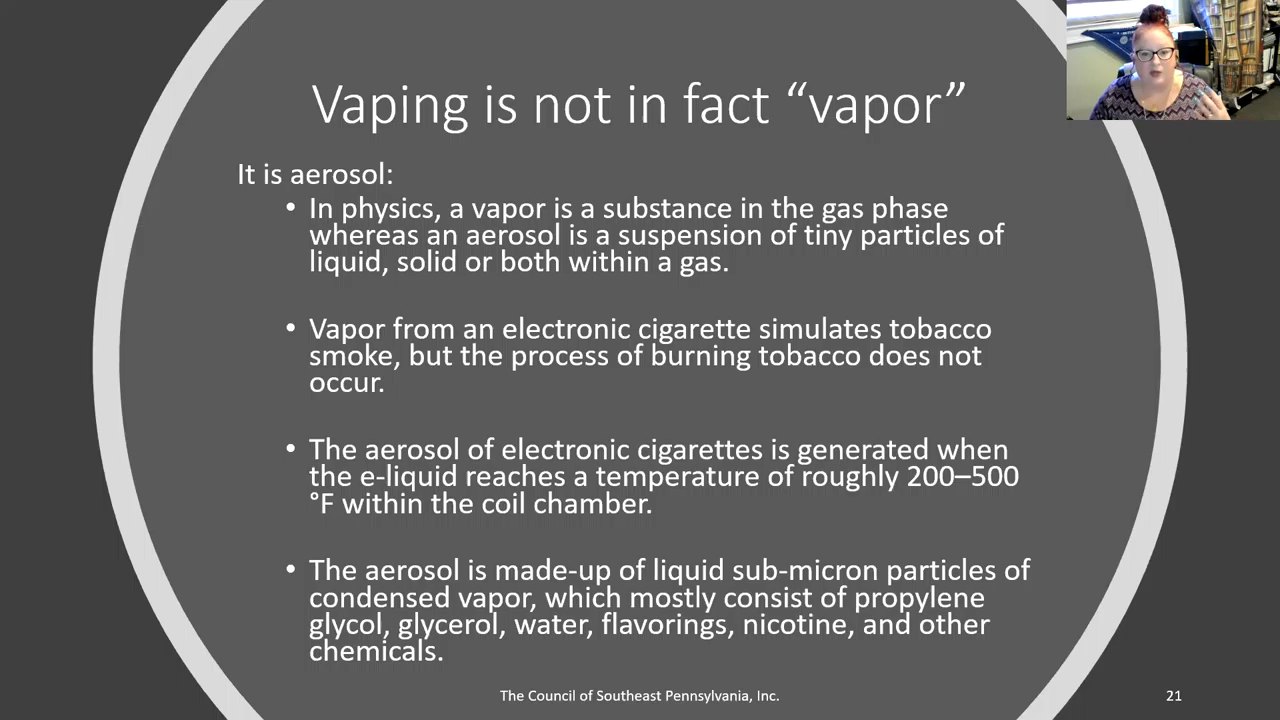 Vaping is not in fact “vapor”
It is aerosol:
• In physics, a vapor is a substance in the gas phase
whereas an aerosol is a suspension of tiny particles of
liquid, solid or both within a gas.
• Vapor from an electronic cigarette simulates tobacco
smoke, but the process of burning tobacco does not
occur.
• The aerosol of electronic cigarettes is generated when
the e-liquid reaches a temperature of roughly 200–500
°F within the coil chamber.
• The aerosol is made-up of liquid sub-micron particles of
condensed vapor, which mostly consist of propylene
glycol, glycerol, water, flavorings, nicotine, and other
chemicals.
The Council of Southeast Pennsylvania, Inc.
21